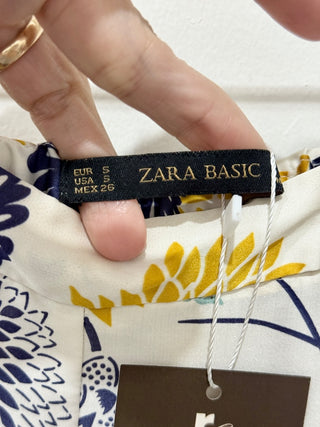 EUR S
USA S
MEX 26
ZARA BASIC